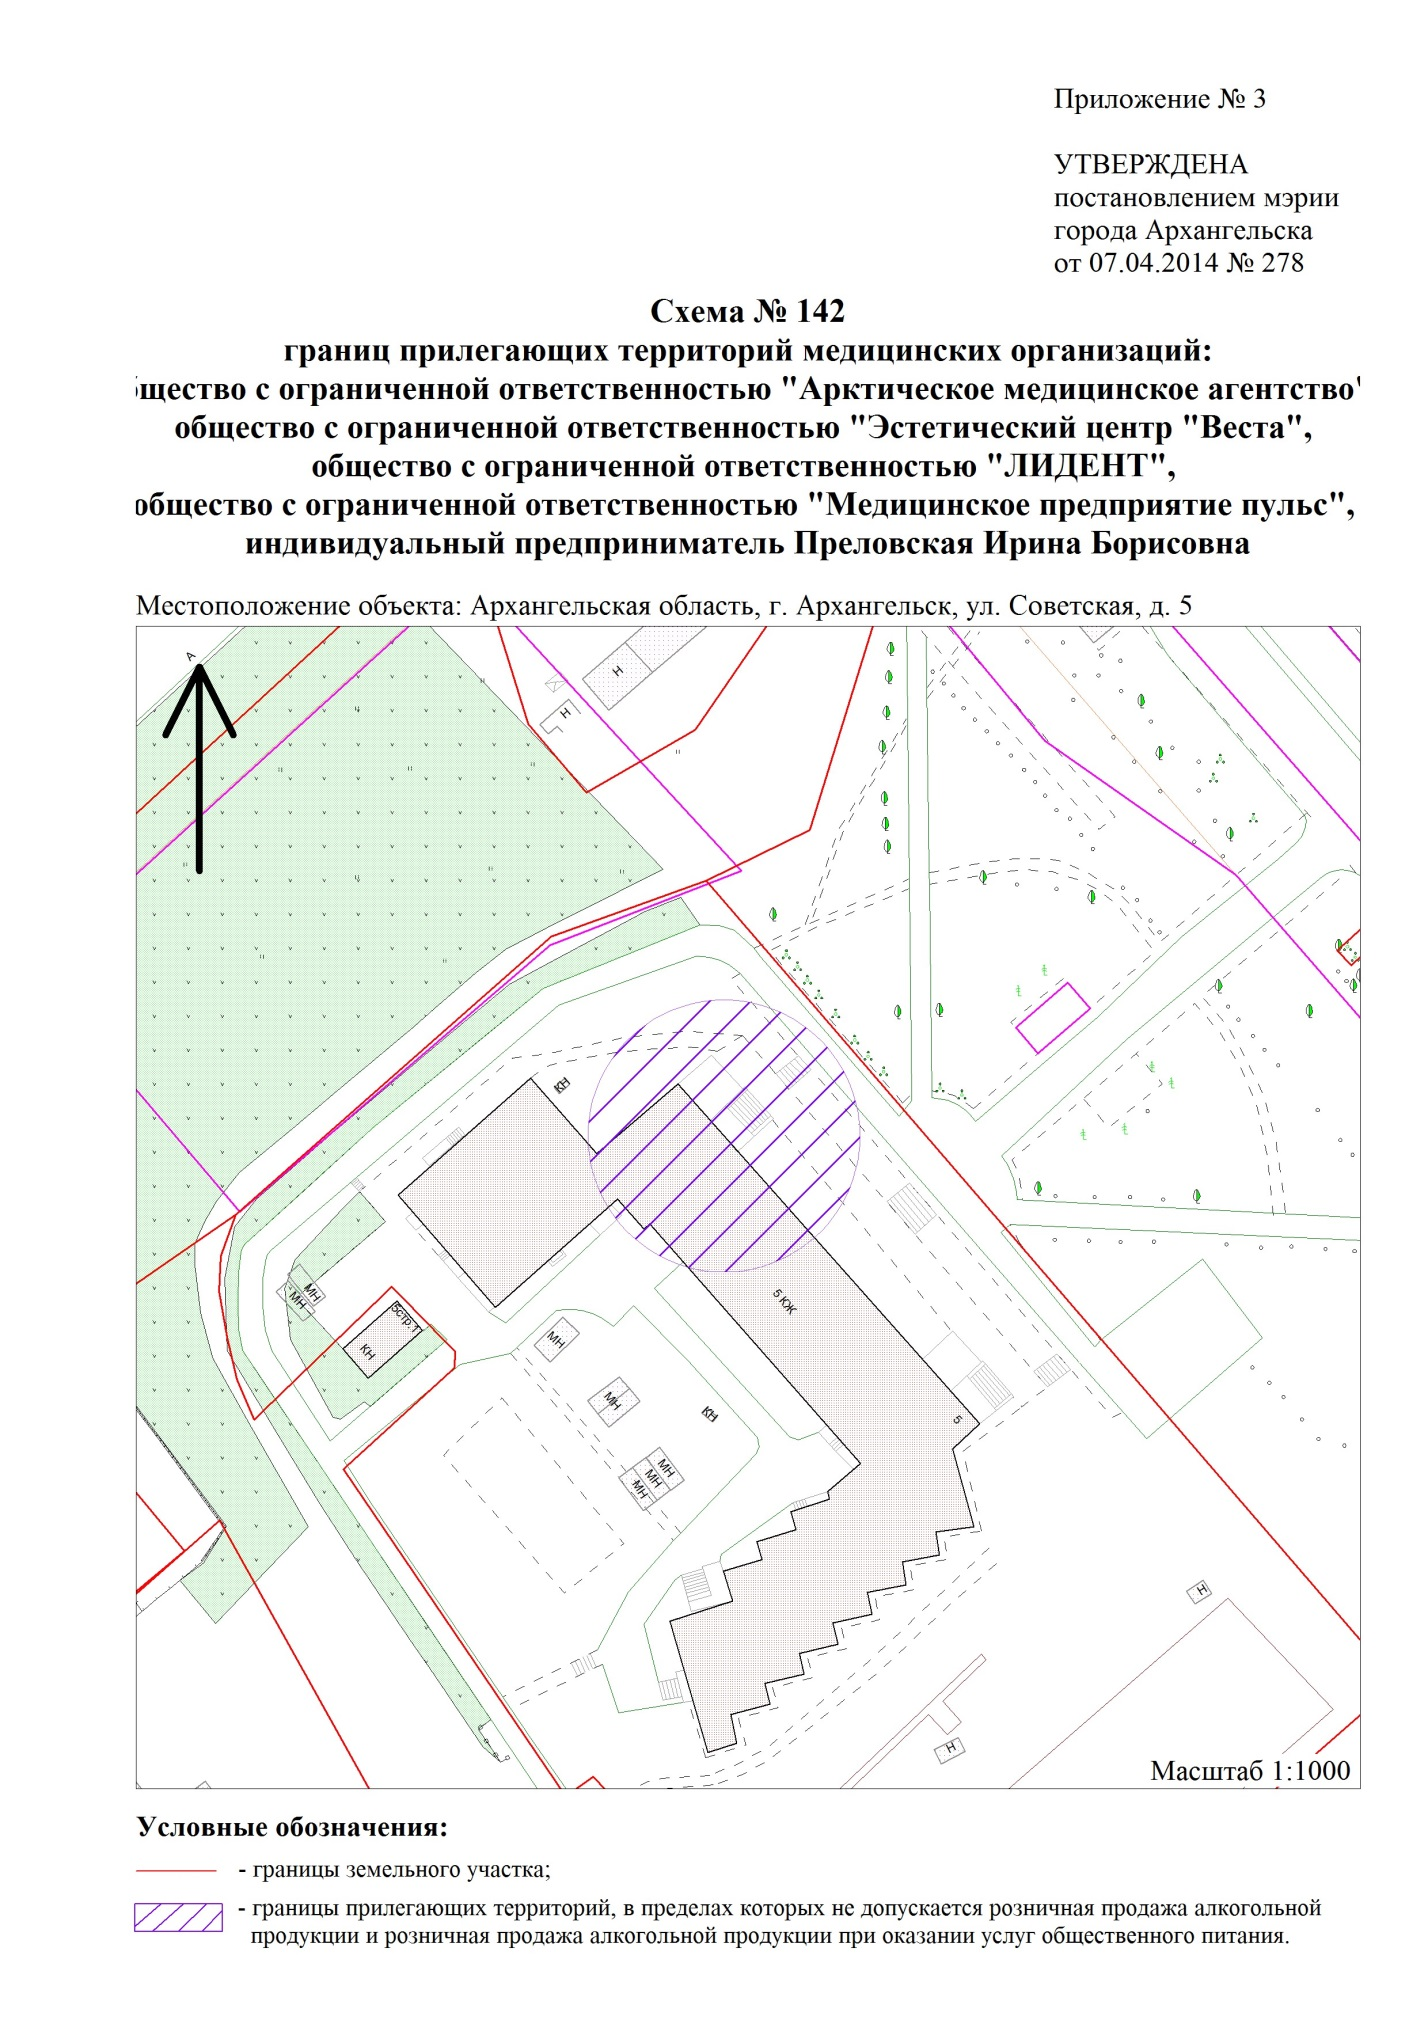 Приложение № 3
УТВЕРЖДЕНА
постановлением мэрии
города Архангельска
от 07.04.2014 № 278
Схема № 142
границ прилегающих территорий медицинских организаций:
бщество с ограниченной ответственностью "Арктическое медицинское агентство"
общество с ограниченной ответственностью "Эстетический центр "Веста",
общество с ограниченной ответственностью "ЛИДЕНТ",
общество с ограниченной ответственностью "Медицинское предприятие пульс",
индивидуальный предприниматель Преловская Ирина Борисовна
Местоположение объекта: Архангельская область, г. Архангельск, ул. Советская, д. 5
А
Н
Н
КН
МН
МН
5стр.1
КН
5 КЖ
МН
МН
КН
5
МН
МН
МН
Н
Н
Масштаб 1:1000
Условные обозначения:
- границы земельного участка;
- границы прилегающих территорий, в пределах которых не допускается розничная продажа алкогольной
продукции и розничная продажа алкогольной продукции при оказании услуг общественного питания.